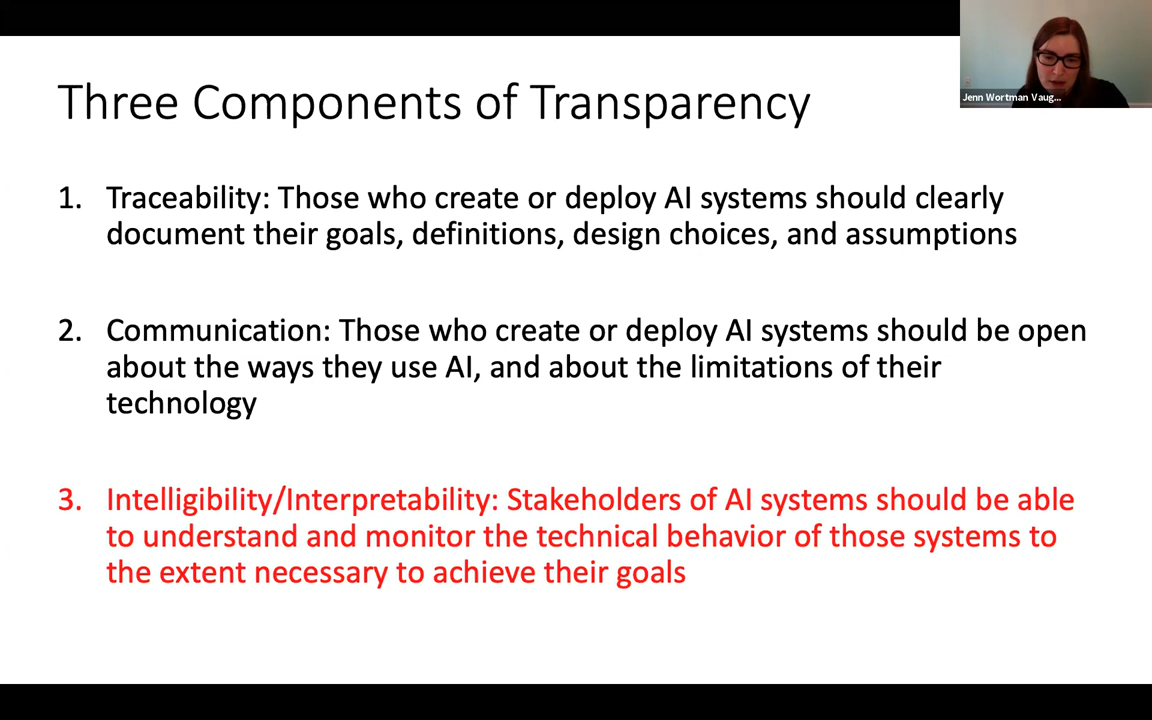 Three Components of Transparency
Jenn Wortman Vaug...
1. Traceability: Those who create or deploy AI systems should clearly
document their goals, definitions, design choices, and assumptions
2. Communication: Those who create or deploy AI systems should be open
about the ways they use AI, and about the limitations of their
technology
3. Intelligibility/Interpretability: Stakeholders of AI systems should be able
to understand and monitor the technical behavior of those systems to
the extent necessary to achieve their goals